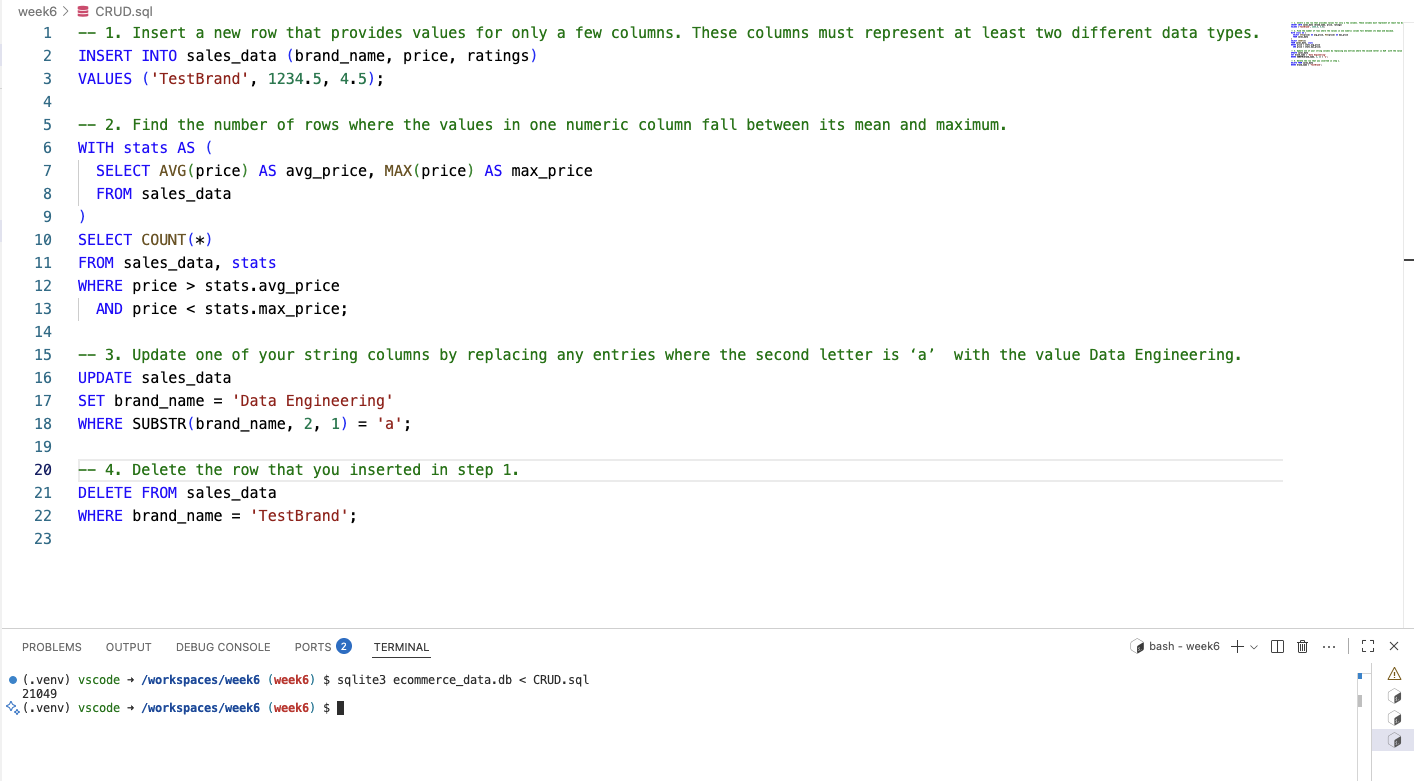 week6 > CRUD.sql
1 -- 1. Insert a new row that provides values for only a few columns. These columns must represent at least two different data types.
2 INSERT INTO sales_data (brand_name, price, ratings)
3 VALUES ('TestBrand', 1234.5, 4.5);
4
5 -- 2. Find the number of rows where the values in one numeric column fall between its mean and maximum.
6 WITH stats AS (
7   SELECT AVG(price) AS avg_price, MAX(price) AS max_price
8   FROM sales_data
9 )
10 SELECT COUNT(*)
11 FROM sales_data, stats
12 WHERE price > stats.avg_price
13   AND price < stats.max_price;
14
15 -- 3. Update one of your string columns by replacing any entries where the second letter is ‘a’  with the value Data Engineering.
16 UPDATE sales_data
17 SET brand_name = 'Data Engineering'
18 WHERE SUBSTR(brand_name, 2, 1) = 'a';
19
20 -- 4. Delete the row that you inserted in step 1.
21 DELETE FROM sales_data
22 WHERE brand_name = 'TestBrand';
23
PROBLEMS OUTPUT DEBUG CONSOLE PORTS 2 TERMINAL bash - week6
(.venv) vscode → /workspaces/week6 (week6) $ sqlite3 ecommerce_data.db < CRUD.sql
21049
(.venv) vscode → /workspaces/week6 (week6) $